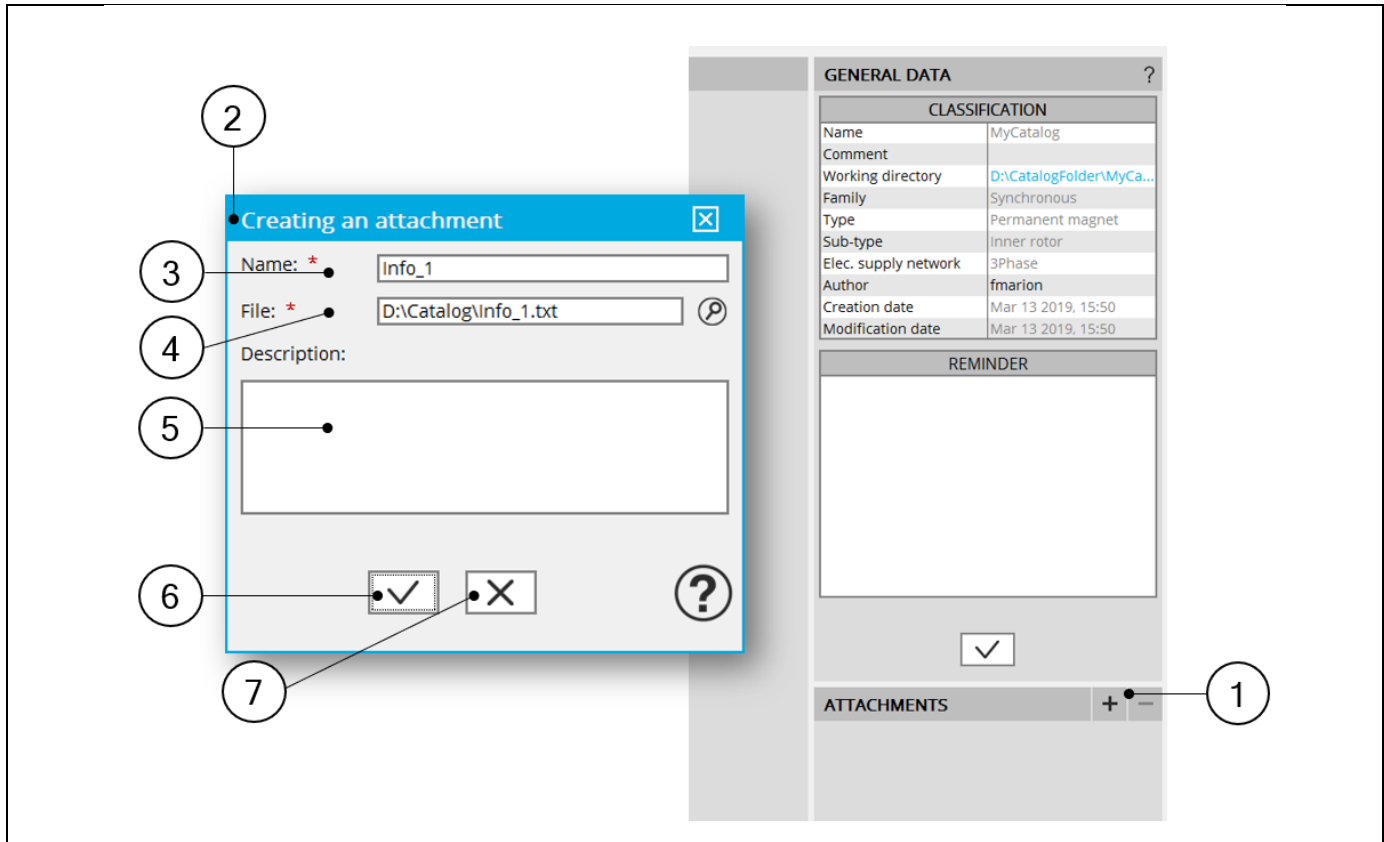 GENERAL DATA ?
CLASSIFICATION
Name MyCatalog
Comment
Working directory D:\CatalogFolder\MyCa...
Family Synchronous
Type Permanent magnet
Sub-type Inner rotor
Elec. supply network 3Phase
Author fmarion
Creation date Mar 13 2019, 15:50
Modification date Mar 13 2019, 15:50
REMINDER
ATTACHMENTS + −
1
2
Creating an attachment
3
Name: * Info_1
4
File: * D:\Catalog\Info_1.txt
Description:
5
6
?
7